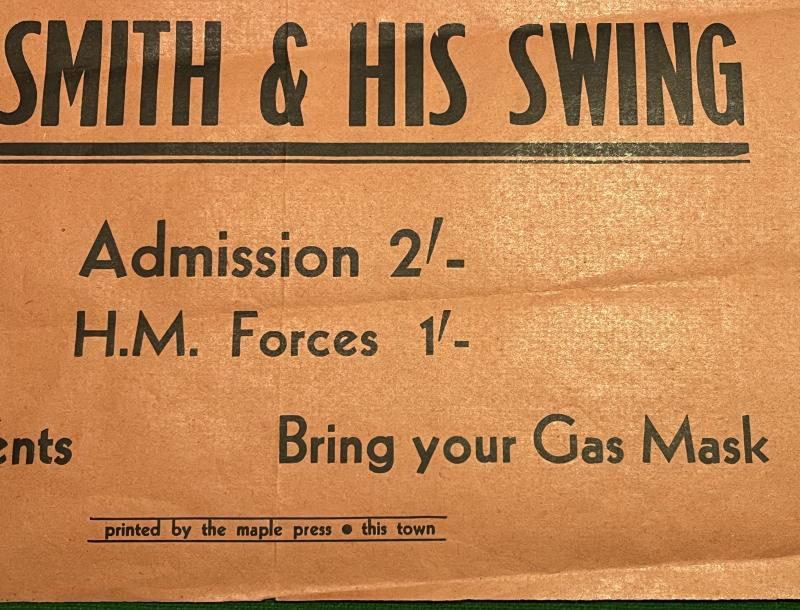 SMITH & HIS SWING
Admission 2/-
H.M. Forces 1/-
ents Bring your Gas Mask
printed by the maple press ● this town